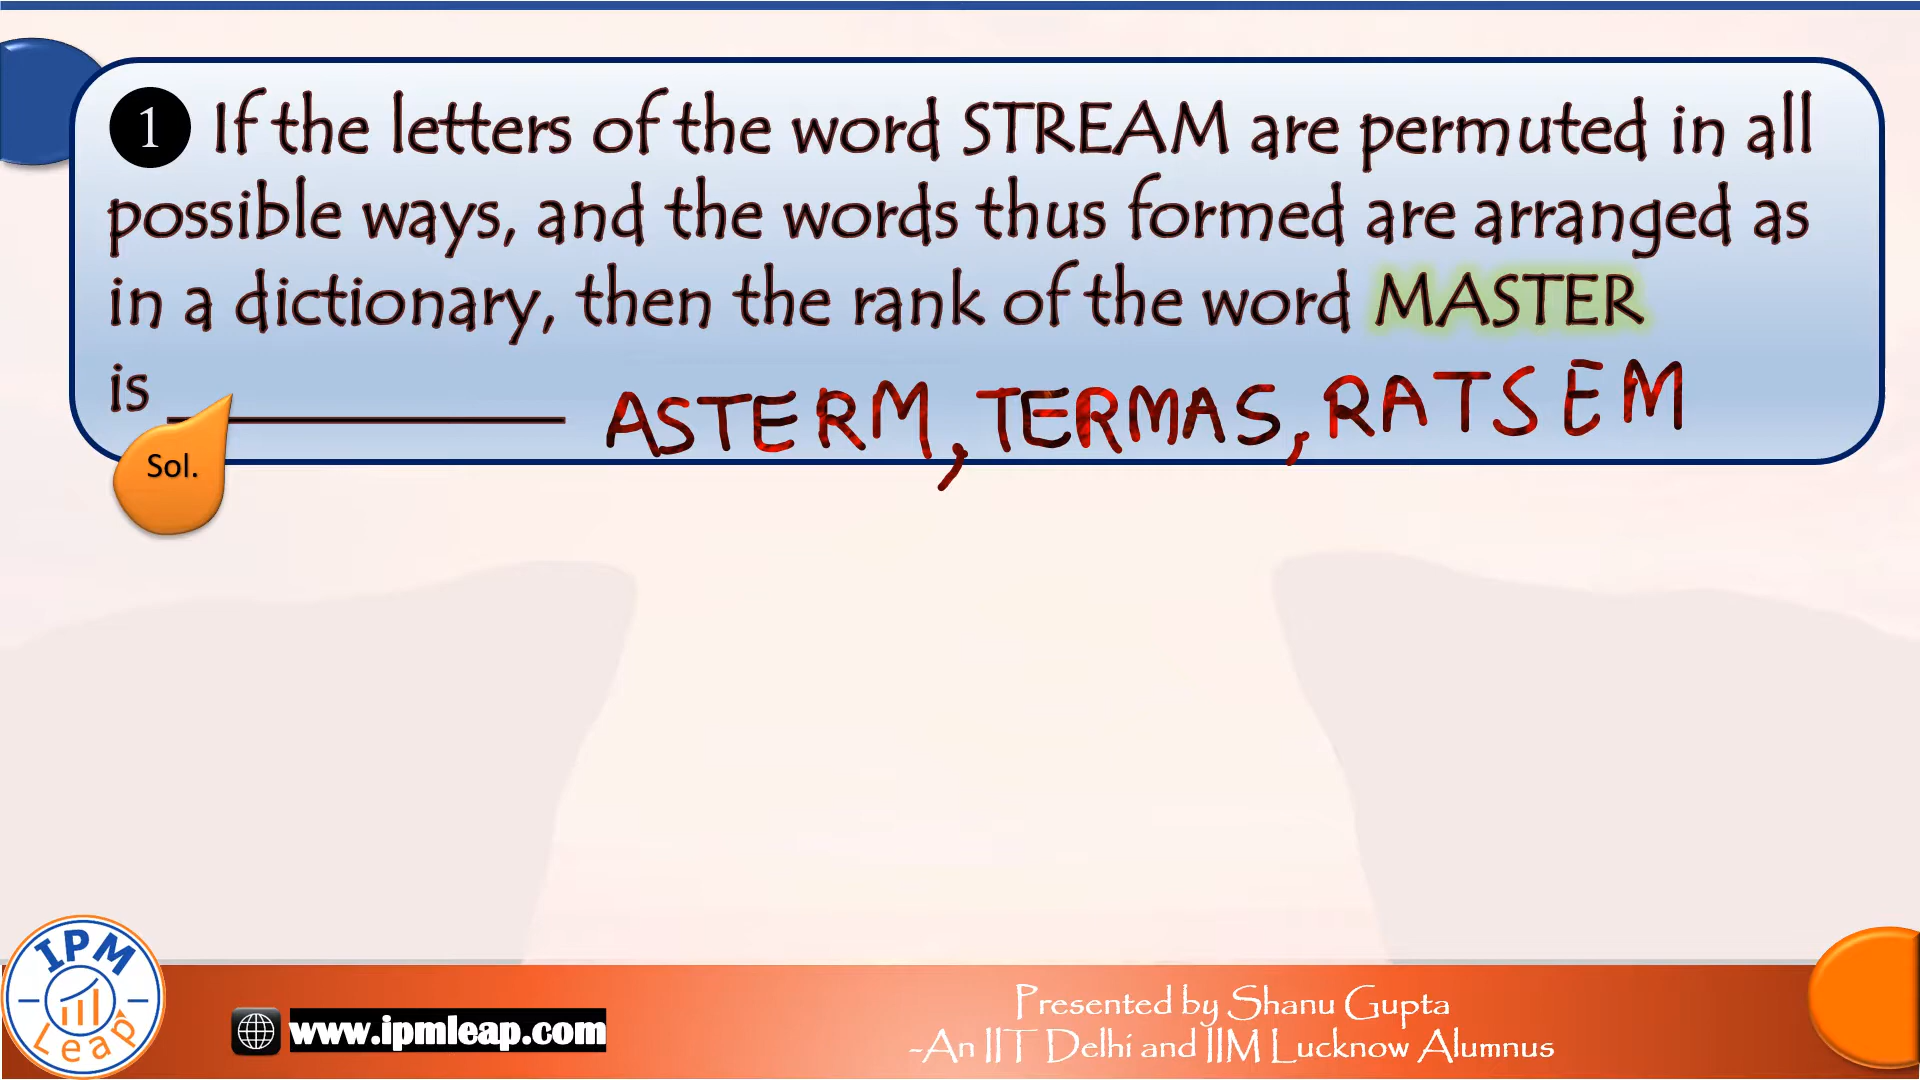 1 If the letters of the word STREAM are permuted in all
possible ways, and the words thus formed are arranged as
in a dictionary, then the rank of the word MASTER
is ASTERM, TERMAS, RATSEM
Sol.
IPM
Leap
www.ipmleap.com
Presented by Shanu Gupta
-An IIT Delhi and IIM Lucknow Alumnus